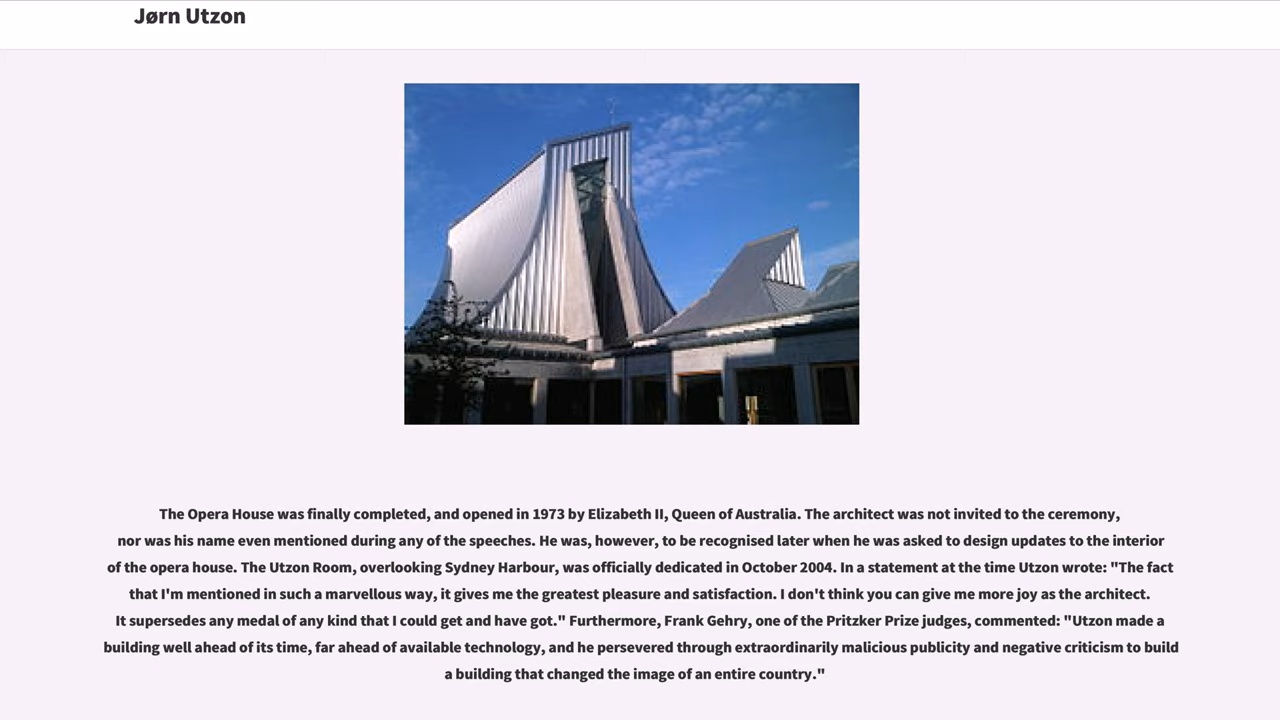 Jørn Utzon
The Opera House was finally completed, and opened in 1973 by Elizabeth II, Queen of Australia. The architect was not invited to the ceremony,
nor was his name even mentioned during any of the speeches. He was, however, to be recognised later when he was asked to design updates to the interior
of the opera house. The Utzon Room, overlooking Sydney Harbour, was officially dedicated in October 2004. In a statement at the time Utzon wrote: "The fact
that I'm mentioned in such a marvellous way, it gives me the greatest pleasure and satisfaction. I don't think you can give me more joy as the architect.
It supersedes any medal of any kind that I could get and have got." Furthermore, Frank Gehry, one of the Pritzker Prize judges, commented: "Utzon made a
building well ahead of its time, far ahead of available technology, and he persevered through extraordinarily malicious publicity and negative criticism to build
a building that changed the image of an entire country."